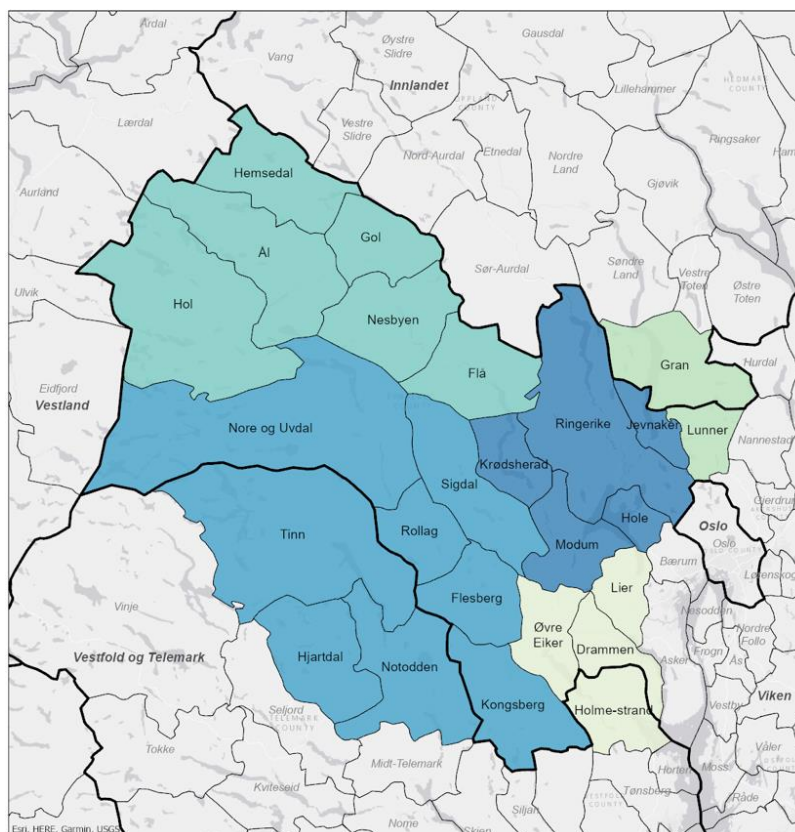 Årdal
Vang
Øystre
Slidre
Gausdal
Innlandet
OPPLAND
COUNTY
Lillehammer
HEDMARK
COUNTY
Lærdal
Vestre
Slidre
Nord-Aurdal
Etnedal
Nordre
Land
Ringsaker
Ham
Hemsedal
Aurland
Gjøvik
Ål
Gol
Sør-Aurdal
Søndre
Land
Vestre
Toten
Østre
Toten
Ulvik
Hol
Nesbyen
Eidfjord
Vestland
Flå
Gran
Hurdal
Nore og Uvdal
Ringerike
Jevnaker
Lunner
Nannestad
Krødsherad
Sigdal
Gjerdrum
Tinn
Rollag
Hole
Oslo
Oslo
Modum
Bærum
Lørenskog
Flesberg
Lier
Vinje
Øvre
Eiker
Nesodden
Nordre
Follo
Vestfold og Telemark
Hjartdal
Notodden
Drammen
Asker
Frogn
Ås
Kongsberg
Holme-strand
Vestby
Viken
Seljord
TELEMARK
COUNTY
Tokke
Midt-Telemark
Horten
Moss
Våler
Kviteseid
Siljan
Tønsberg
Råde
Nome
Skien
Esri, HERE, Garmin, USGS